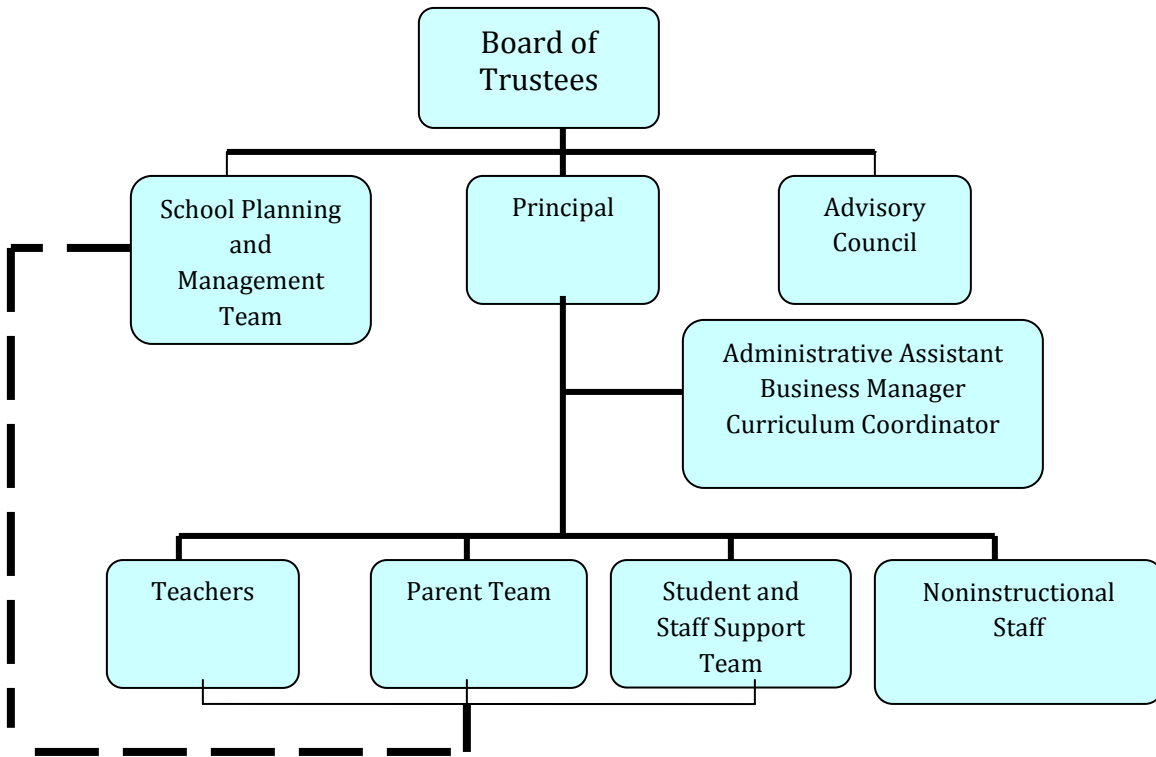 Board of
Trustees
School Planning
and
Management
Team
Principal
Advisory
Council
Administrative Assistant
Business Manager
Curriculum Coordinator
Teachers
Parent Team
Student and
Staff Support
Team
Noninstructional
Staff